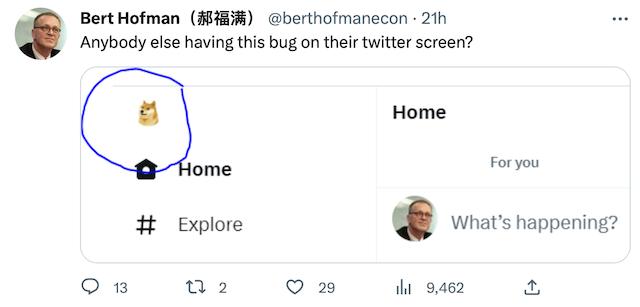 Bert Hofman（郝福满） @berthofmanecon · 21h
Anybody else having this bug on their twitter screen?
Home
Home
For you
What's happening?
# Explore
13 2 29 9,462